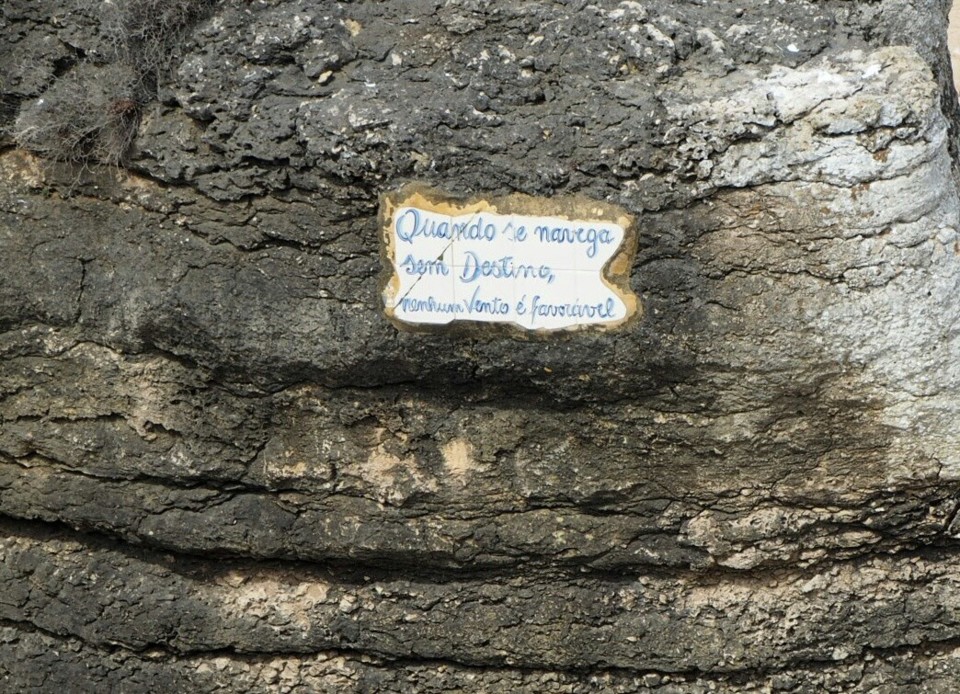 Quando se navega
sem Destino,
nenhum Vento é favorável